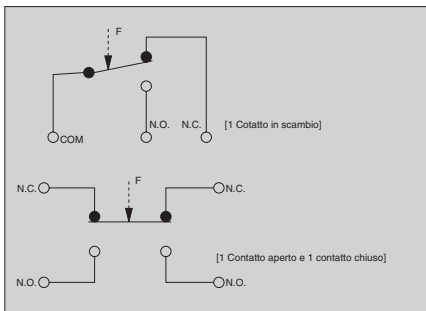 F
N.O. N.C. [1 Cotatto in scambio]
COM
N.C. F N.C.
[1 Contatto aperto e 1 contatto chiuso]
N.O. N.O.